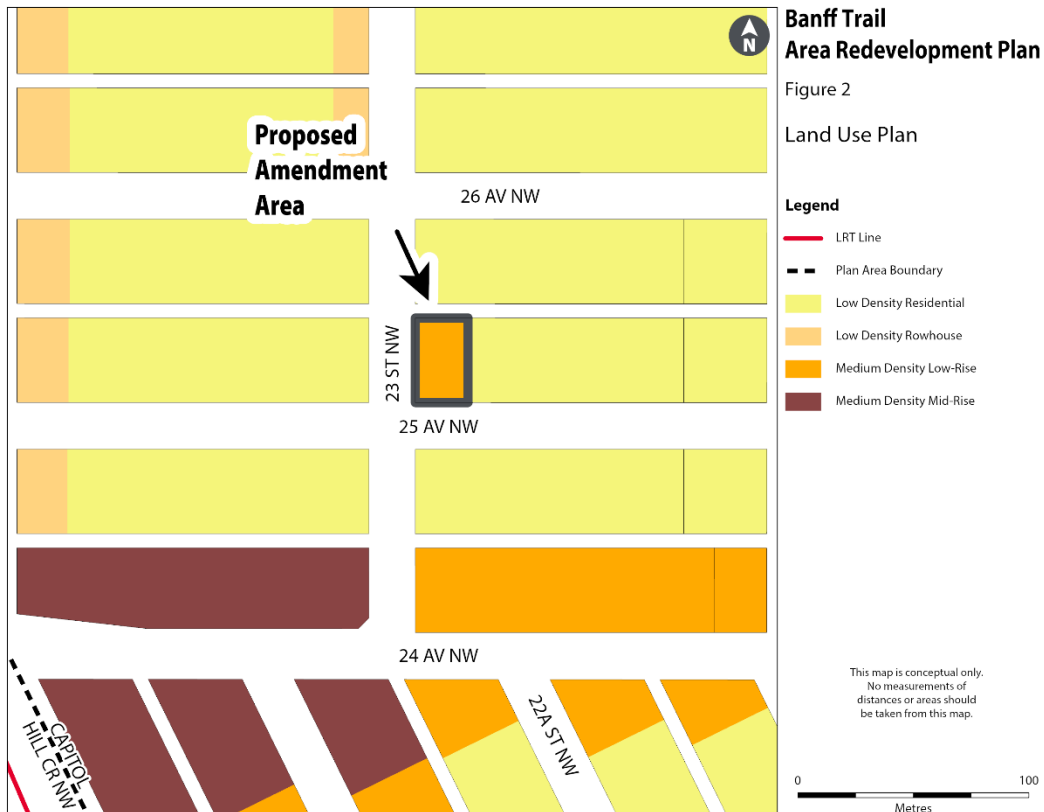 Banff Trail
Area Redevelopment Plan
Figure 2
Land Use Plan
N
Proposed
Amendment
Area
26 AV NW
23 ST NW
25 AV NW
24 AV NW
22A ST NW
CAPITOL
HILL CR NW
Legend
LRT Line
Plan Area Boundary
Low Density Residential
Low Density Rowhouse
Medium Density Low-Rise
Medium Density Mid-Rise
This map is conceptual only.
No measurements of
distances or areas should
be taken from this map.
0 100
Metres